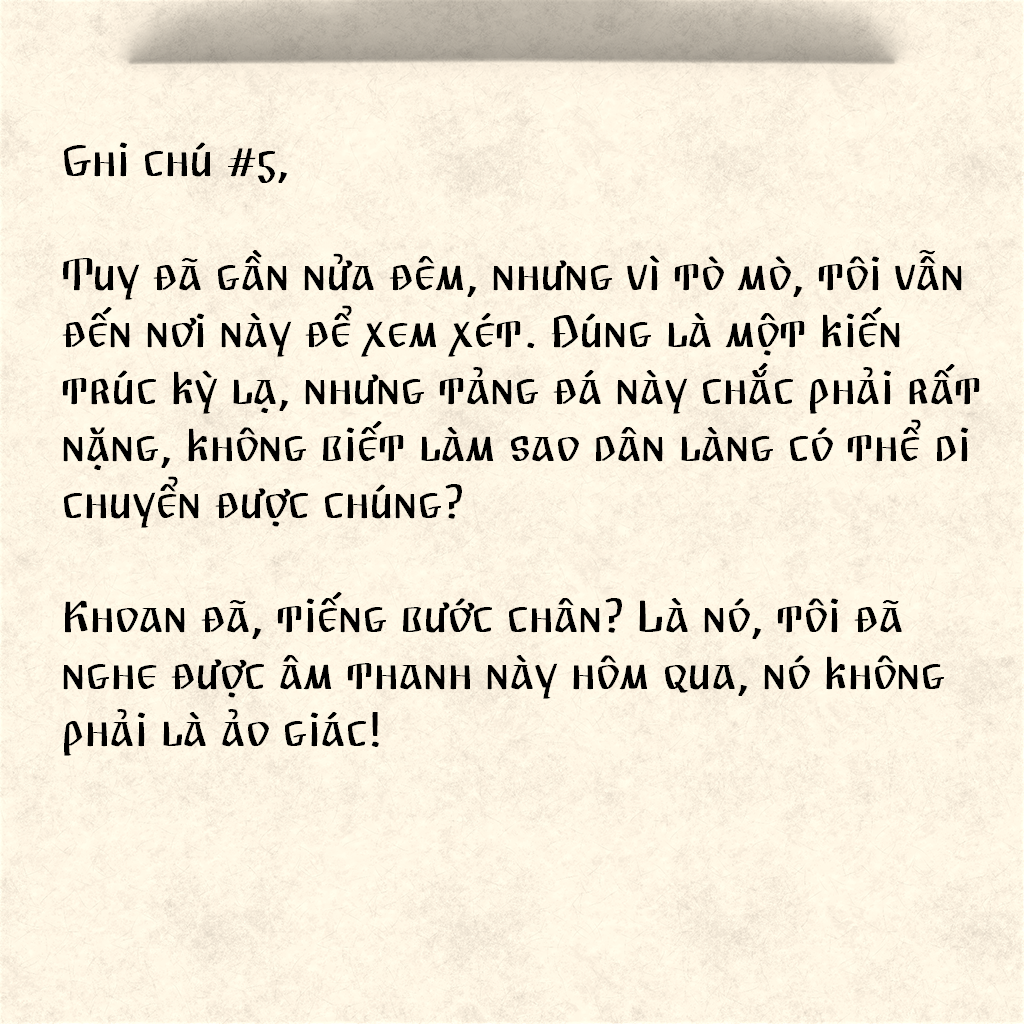 Ghi chú #5,
Tuy đã gần nửa đêm, nhưng vì tò mò, tôi vẫn
đến nơi này để xem xét. Đúng là một kiến
trúc kỳ lạ, nhưng tảng đá này chắc phải rất
nặng, không biết làm sao dân làng có thể di
chuyển được chúng?
Khoan đã, tiếng bước chân? Là nó, tôi đã
nghe được âm thanh này hôm qua, nó không
phải là ảo giác!